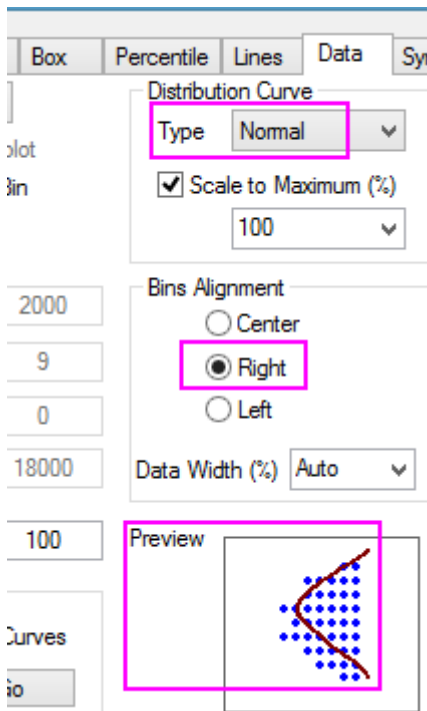 Box Percentile Lines Data
Distribution Curve
Type Normal
Scale to Maximum (%)
100
Bins Alignment
2000
Center
9
Right
0
Left
18000
Data Width (%) Auto
100
Preview
Curves